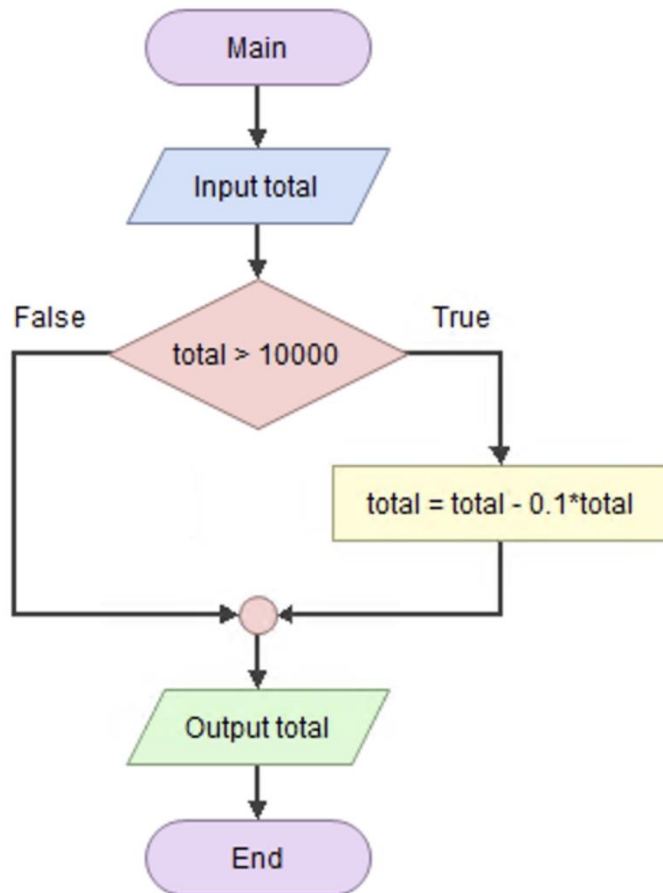 Main
Input total
False
True
total > 10000
total = total - 0.1*total
Output total
End